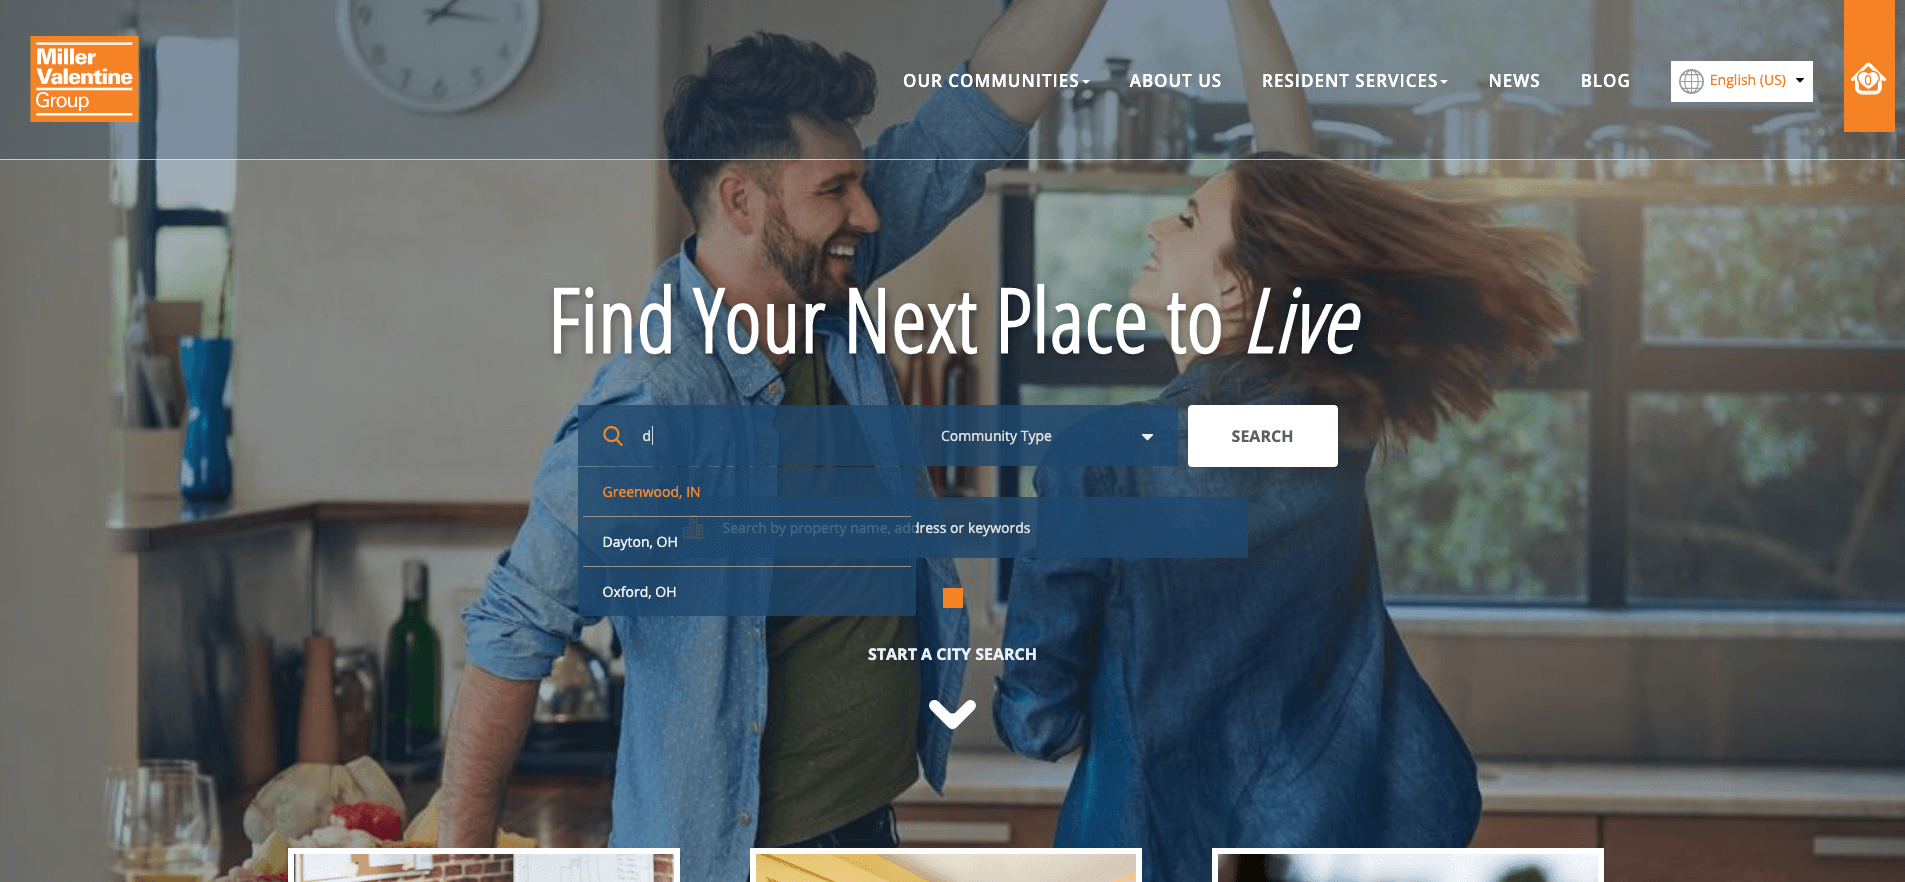 Miller
Valentine
Group
OUR COMMUNITIES
ABOUT US
RESIDENT SERVICES
NEWS
BLOG
English (US)
0
Find Your Next Place to Live
d
Community Type
SEARCH
Greenwood, IN
Search by property name, address or keywords
Dayton, OH
Oxford, OH
START A CITY SEARCH